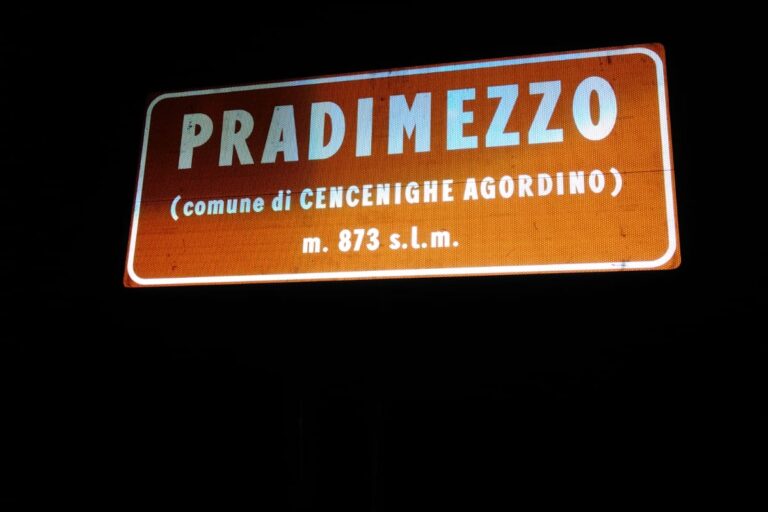 PRADIMEZZO
(comune di CENCENIGHE AGORDINO)
m. 873 s.l.m.